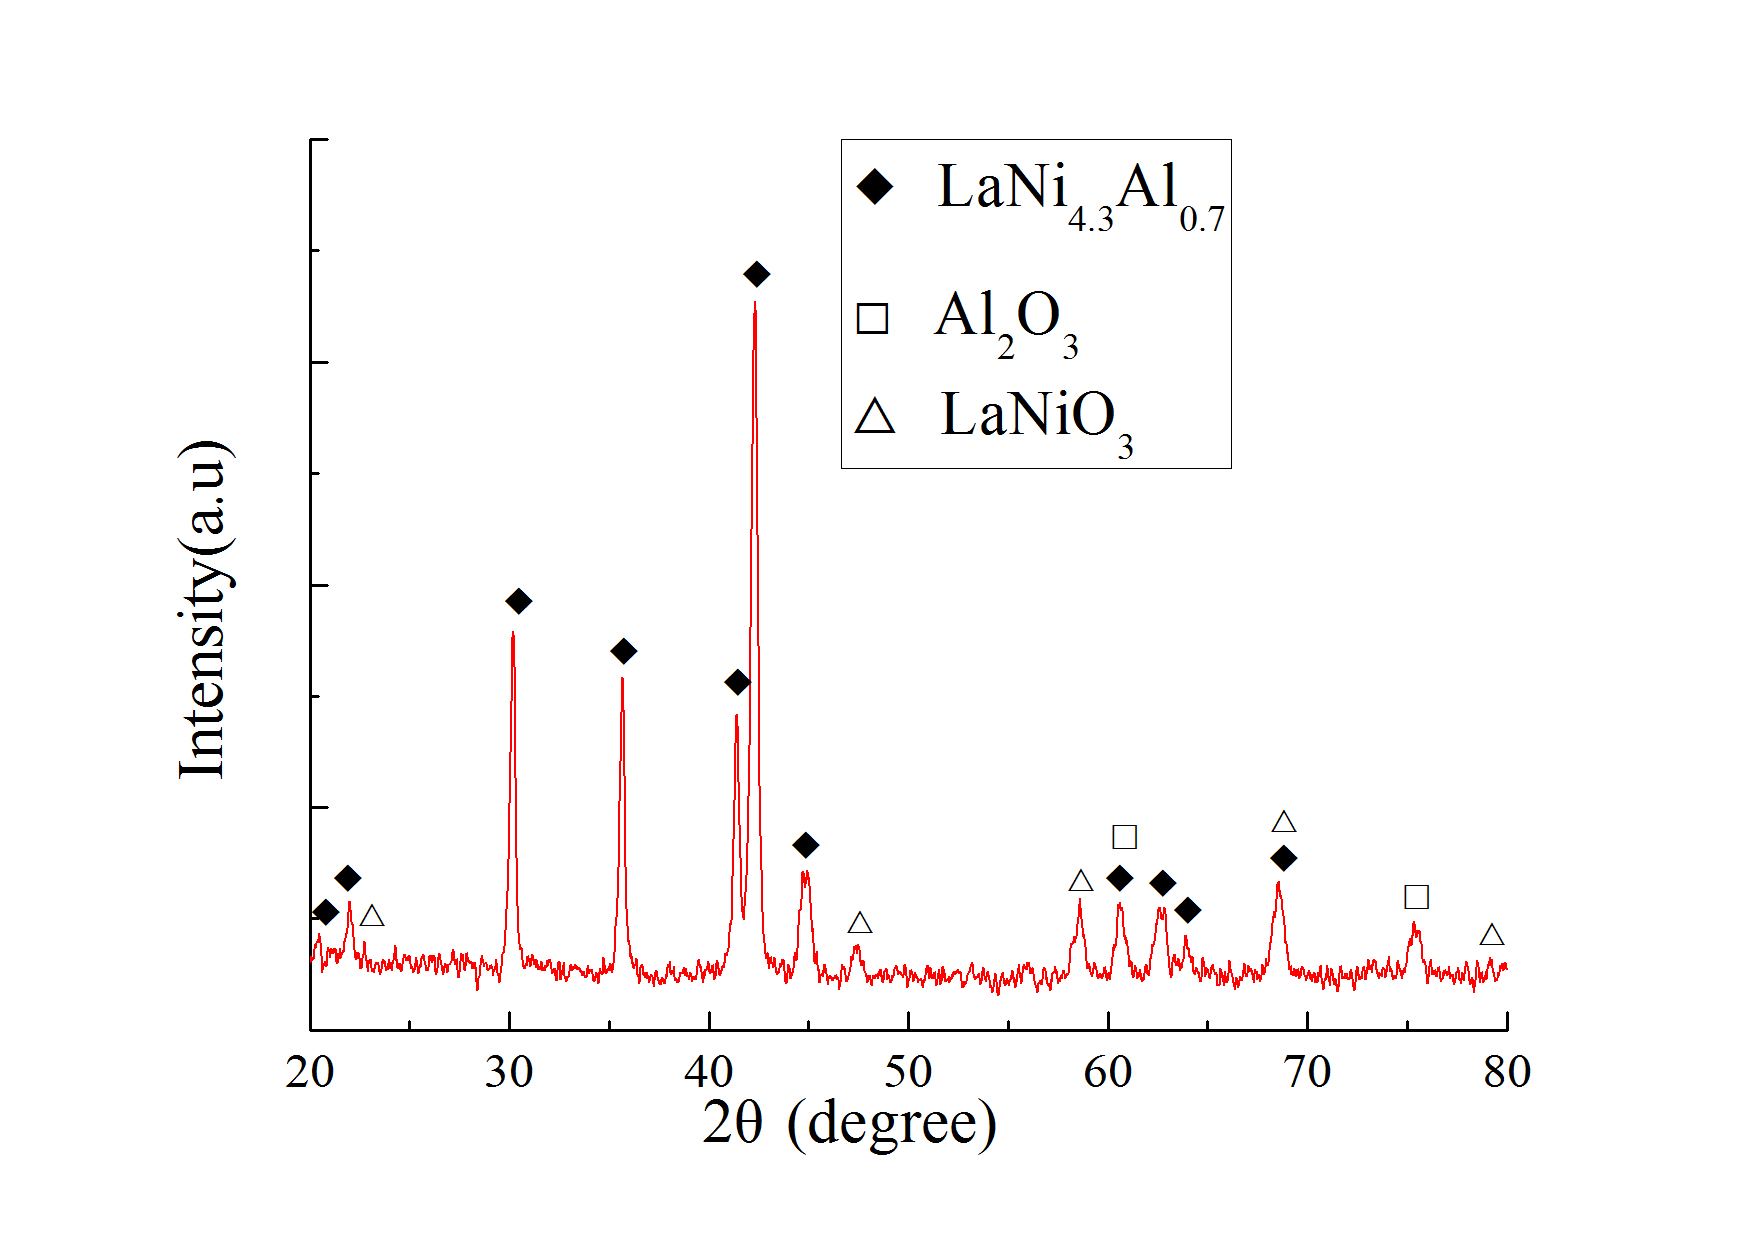 ◆ LaNi₄.₃Al₀.₇
□ Al₂O₃
△ LaNiO₃
Intensity(a.u)
20 30 40 50 60 70 80
2θ (degree)